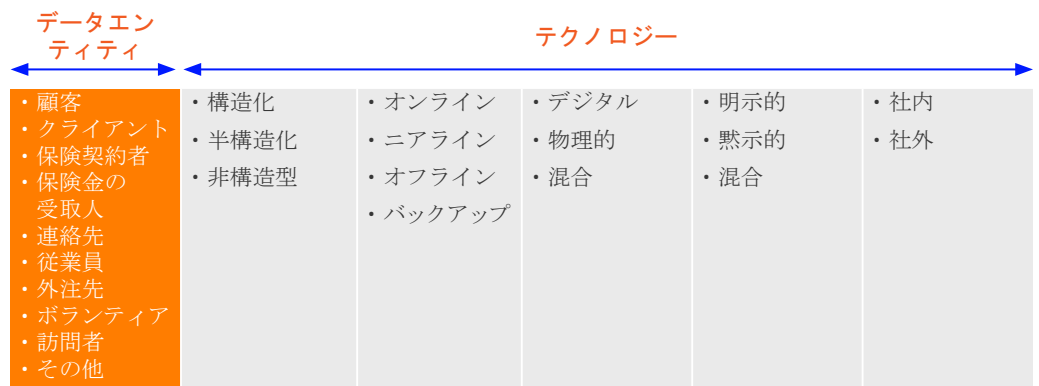 データエン
ティティ
テクノロジー
・顧客
・クライアント
・保険契約者
・保険金の
受取人
・連絡先
・従業員
・外注先
・ボランティア
・訪問者
・その他
・構造化
・半構造化
・非構造型
・オンライン
・ニアライン
・オフライン
・バックアップ
・デジタル
・物理的
・混合
・明示的
・黙示的
・混合
・社内
・社外